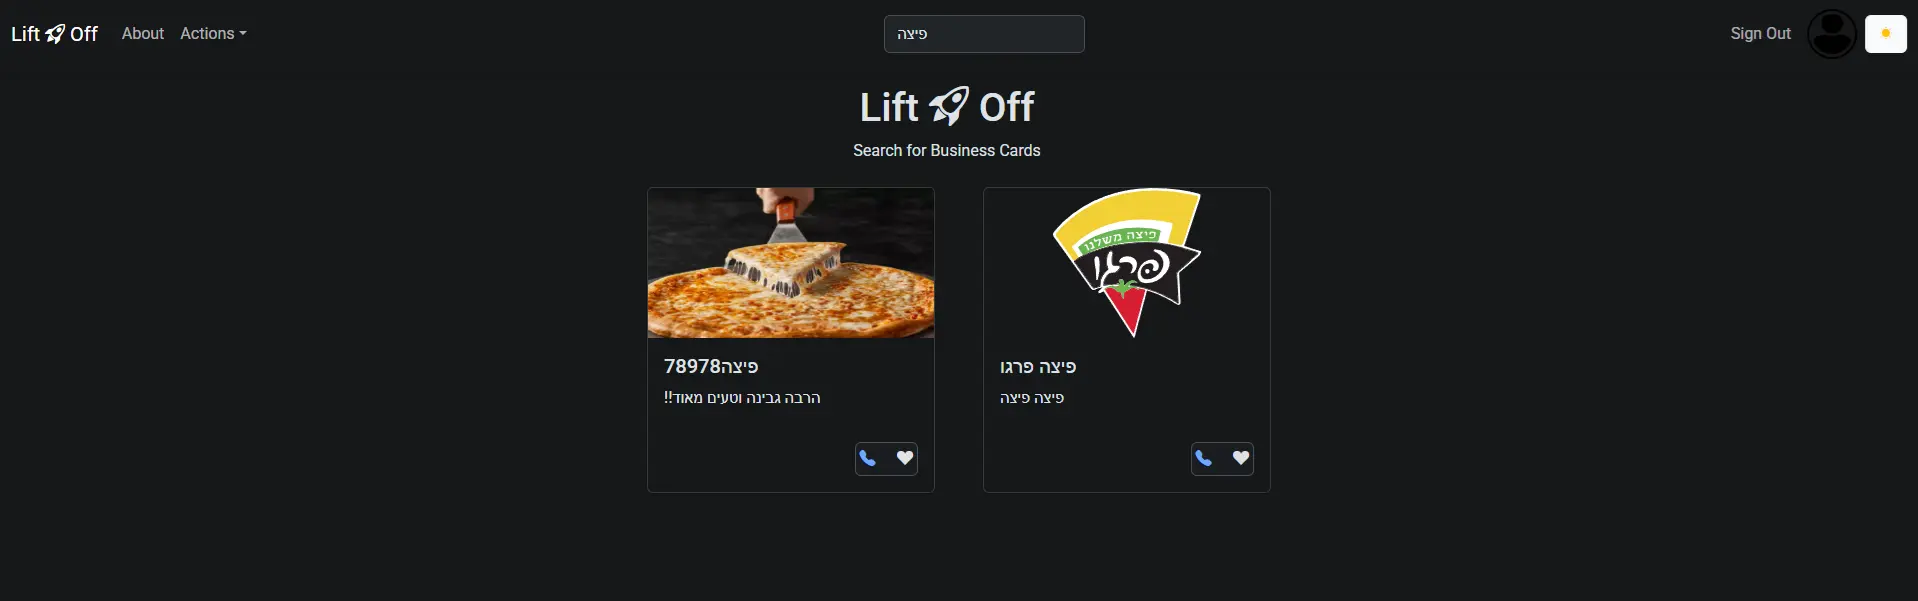 Lift Off
About
Actions
פיצה
Sign Out
Lift Off
Search for Business Cards
פיצה78978
הרבה גבינה וטעים מאוד!!
פיצה משלנו
פרגו
פיצה פרגו
פיצה פיצה